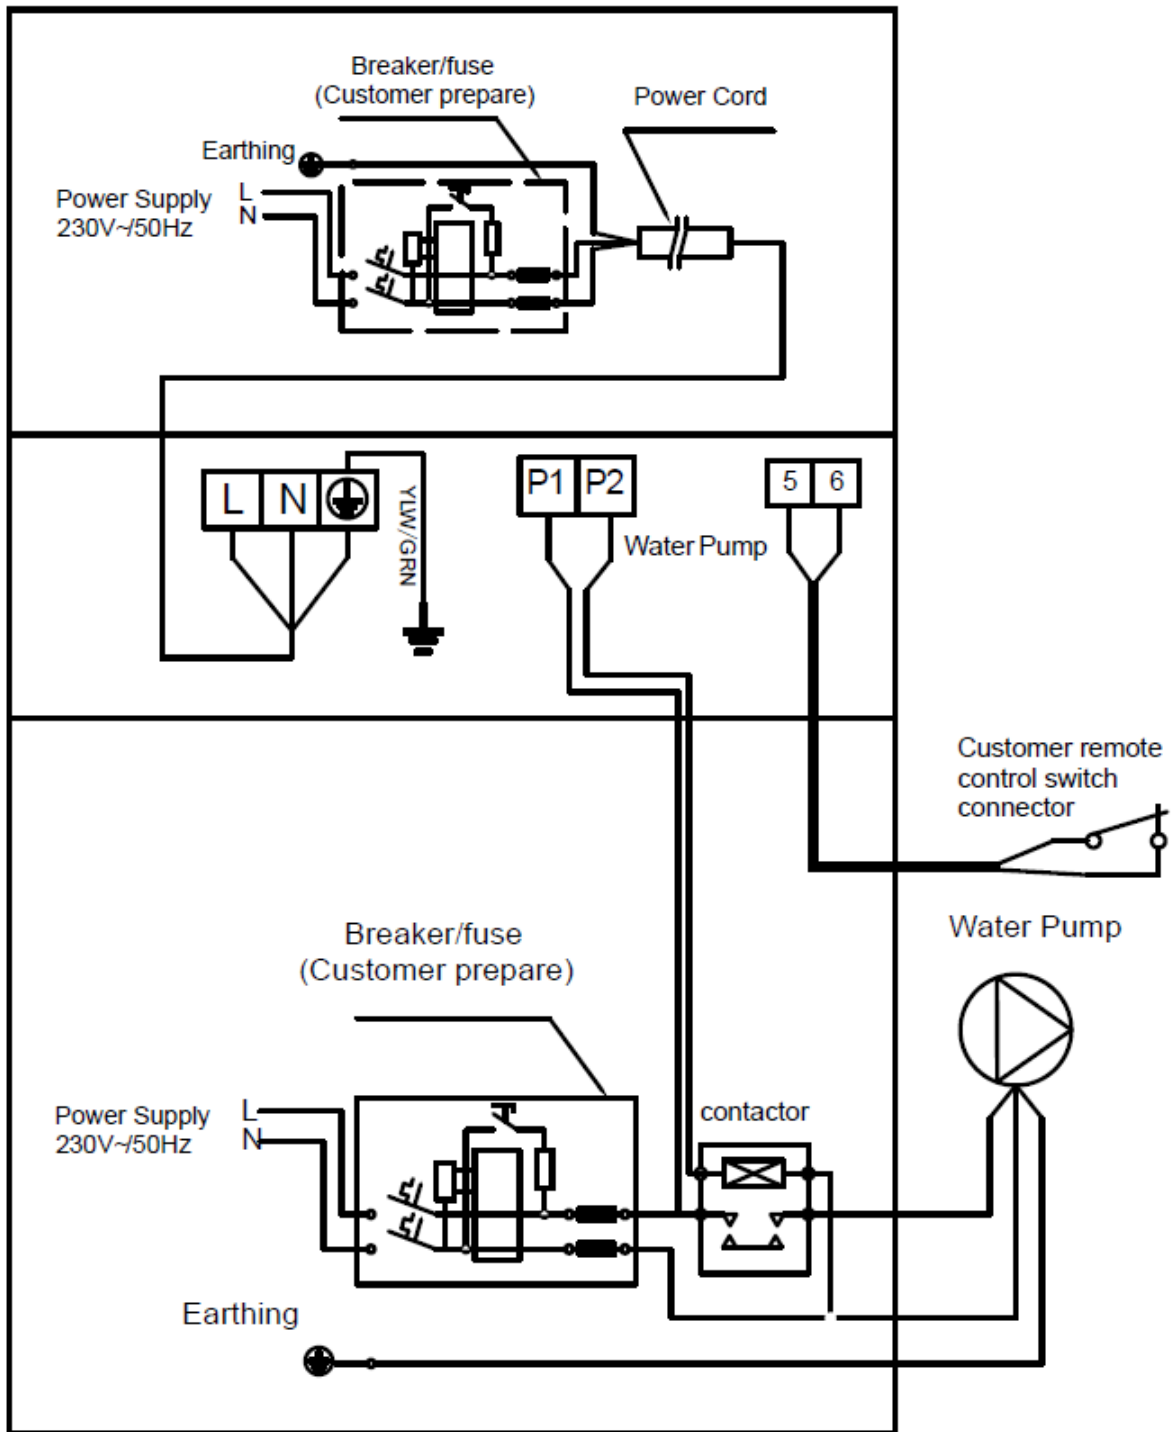 Breaker/fuse
(Customer prepare)
Power Cord
Earthing
Power Supply
230V~/50Hz
L
N
L N
YLW/GRN
P1 P2
5 6
Water Pump
Customer remote
control switch
connector
Water Pump
Breaker/fuse
(Customer prepare)
contactor
Power Supply
230V~/50Hz
L
N
Earthing